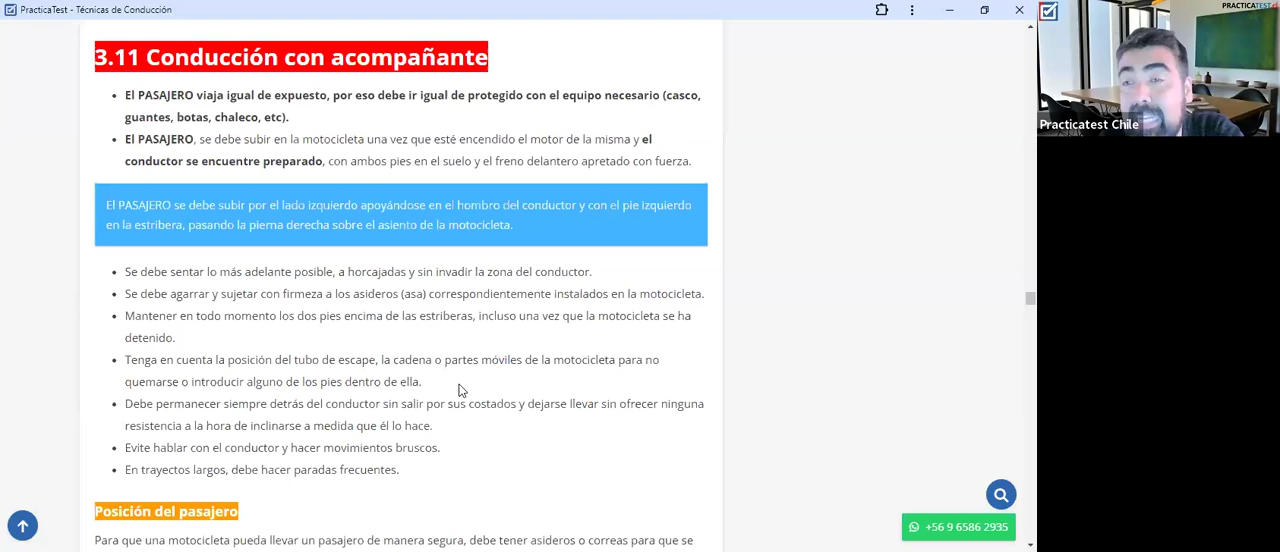 PracticaTest - Técnicas de Conducción
3.11 Conducción con acompañante
El PASAJERO viaja igual de expuesto, por eso debe ir igual de protegido con el equipo necesario (casco,
guantes, botas, chaleco, etc).
El PASAJERO, se debe subir en la motocicleta una vez que esté encendido el motor de la misma y el
conductor se encuentre preparado, con ambos pies en el suelo y el freno delantero apretado con fuerza.
El PASAJERO se debe subir por el lado izquierdo apoyándose en el hombro del conductor y con el pie izquierdo
en la estribera, pasando la pierna derecha sobre el asiento de la motocicleta.
Se debe sentar lo más adelante posible, a horcajadas y sin invadir la zona del conductor.
Se debe agarrar y sujetar con firmeza a los asideros (asa) correspondientemente instalados en la motocicleta.
Mantener en todo momento los dos pies encima de las estriberas, incluso una vez que la motocicleta se ha
detenido.
Tenga en cuenta la posición del tubo de escape, la cadena o partes móviles de la motocicleta para no
quemarse o introducir alguno de los pies dentro de ella.
Debe permanecer siempre detrás del conductor sin salir por sus costados y dejarse llevar sin ofrecer ninguna
resistencia a la hora de inclinarse a medida que él lo hace.
Evite hablar con el conductor y hacer movimientos bruscos.
En trayectos largos, debe hacer paradas frecuentes.
Posición del pasajero
Para que una motocicleta pueda llevar un pasajero de manera segura, debe tener asideros o correas para que se
+56 9 6586 2935
PRACTICATEST
Practicatest Chile